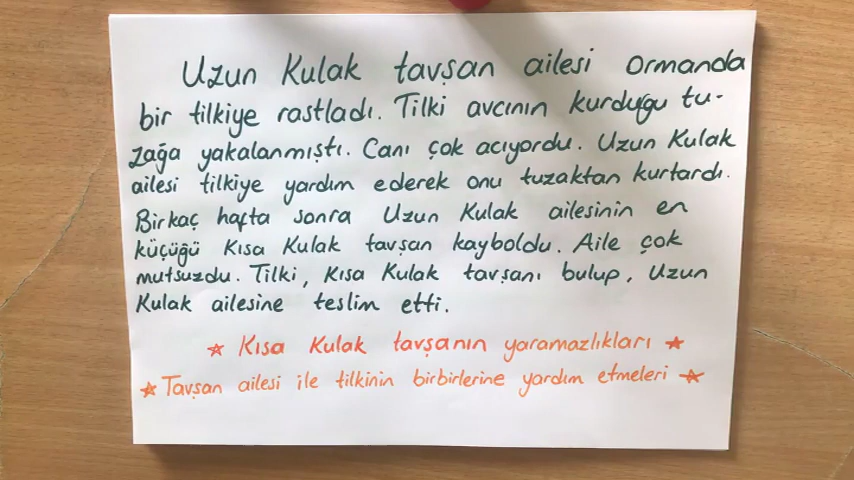 Uzun Kulak tavşan ailesi ormanda
bir tilkiye rastladı. Tilki avcının kurduğu tu-
zağa yakalanmıştı. Canı çok acıyordu. Uzun Kulak
ailesi tilkiye yardım ederek onu tuzaktan kurtardı.
Birkaç hafta sonra Uzun Kulak ailesinin en
küçüğü Kısa Kulak tavşan kayboldu. Aile çok
mutsuzdu. Tilki, Kısa Kulak tavşanı bulup, Uzun
Kulak ailesine teslim etti.
★ Kısa Kulak tavşanın yaramazlıkları ★
★ Tavşan ailesi ile tilkinin birbirlerine yardım etmeleri ★